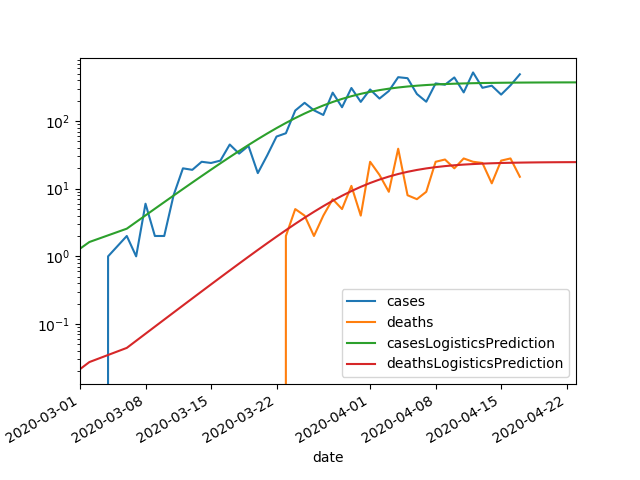 10²
10¹
10⁰
10⁻¹
cases
deaths
casesLogisticsPrediction
deathsLogisticsPrediction
2020-03-01
2020-03-08
2020-03-15
2020-03-22
2020-04-01
2020-04-08
2020-04-15
2020-04-22
date